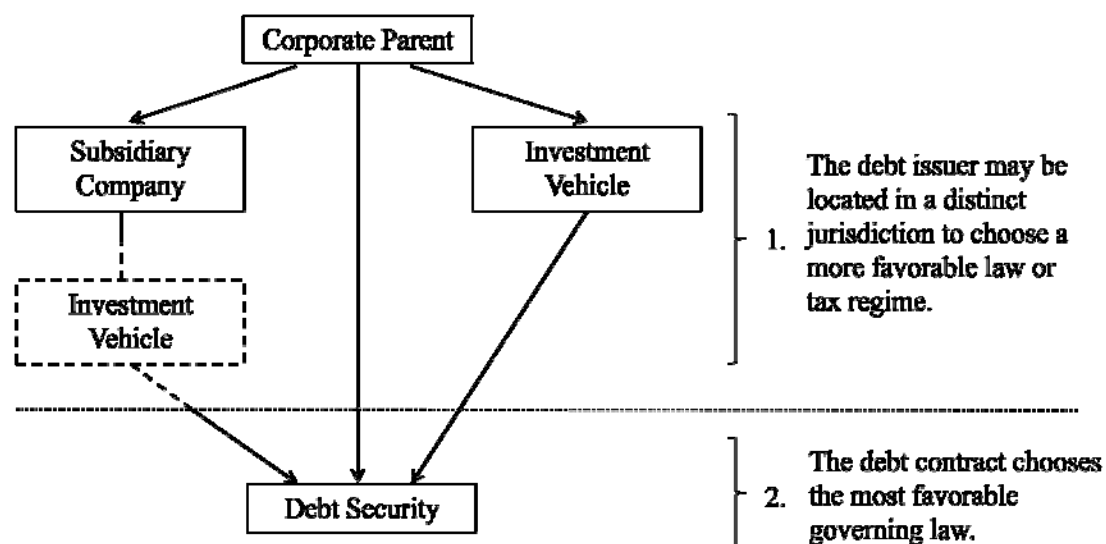 Corporate Parent
Subsidiary
Company
Investment
Vehicle
Investment
Vehicle
1.
The debt issuer may be
located in a distinct
jurisdiction to choose a
more favorable law or
tax regime.
Debt Security
2.
The debt contract chooses
the most favorable
governing law.